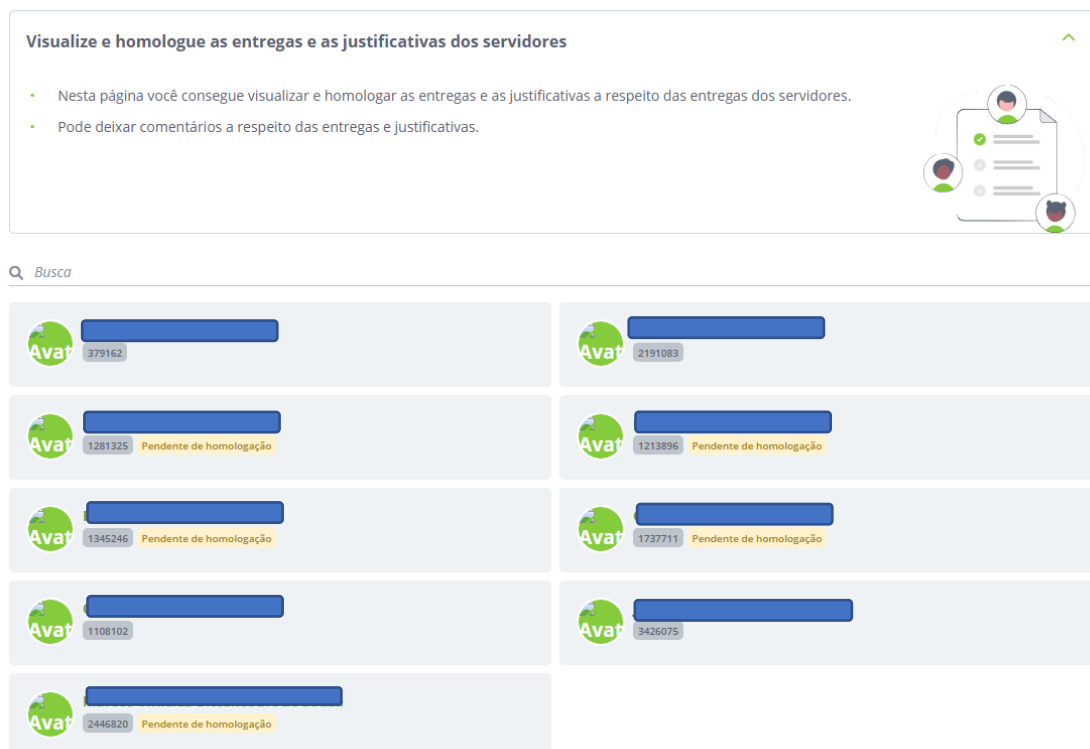 Visualize e homologue as entregas e as justificativas dos servidores
Nesta página você consegue visualizar e homologar as entregas e as justificativas a respeito das entregas dos servidores.
Pode deixar comentários a respeito das entregas e justificativas.
Busca
Avat
379162
Avat
2191083
Avat
1281325 Pendente de homologação
Avat
1213896 Pendente de homologação
Avat
1345246 Pendente de homologação
Avat
1737711 Pendente de homologação
Avat
1108102
Avat
3426075
Avat
2446820 Pendente de homologação